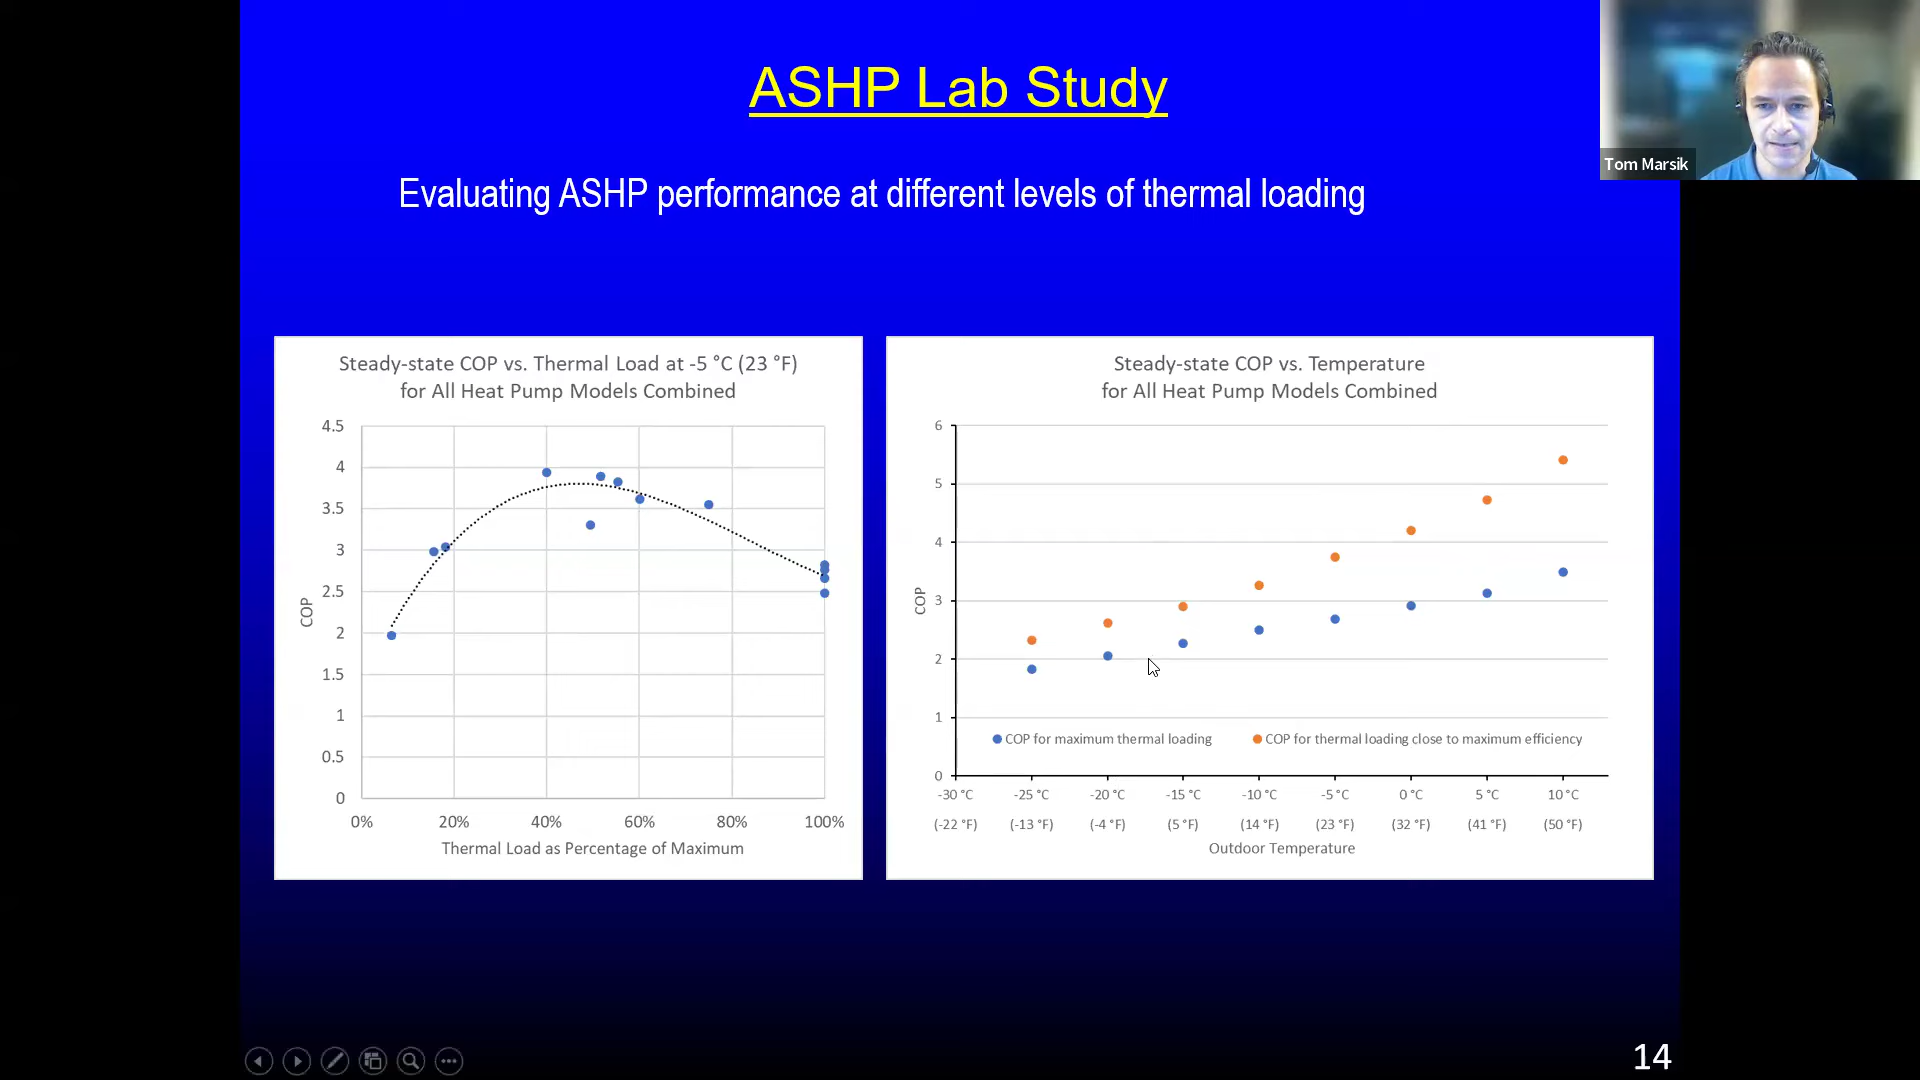 ASHP Lab Study
Tom Marsik
Evaluating ASHP performance at different levels of thermal loading
Steady-state COP vs. Thermal Load at -5 °C (23 °F)
for All Heat Pump Models Combined
4.5
4
3.5
3
2.5
2
1.5
1
0.5
0
COP
0% 20% 40% 60% 80% 100%
Thermal Load as Percentage of Maximum
Steady-state COP vs. Temperature
for All Heat Pump Models Combined
6
5
4
3
2
1
0
COP
COP for maximum thermal loading
COP for thermal loading close to maximum efficiency
-30 °C -25 °C -20 °C -15 °C -10 °C -5 °C 0 °C 5 °C 10 °C
(-22 °F) (-13 °F) (-4 °F) (5 °F) (14 °F) (23 °F) (32 °F) (41 °F) (50 °F)
Outdoor Temperature
14